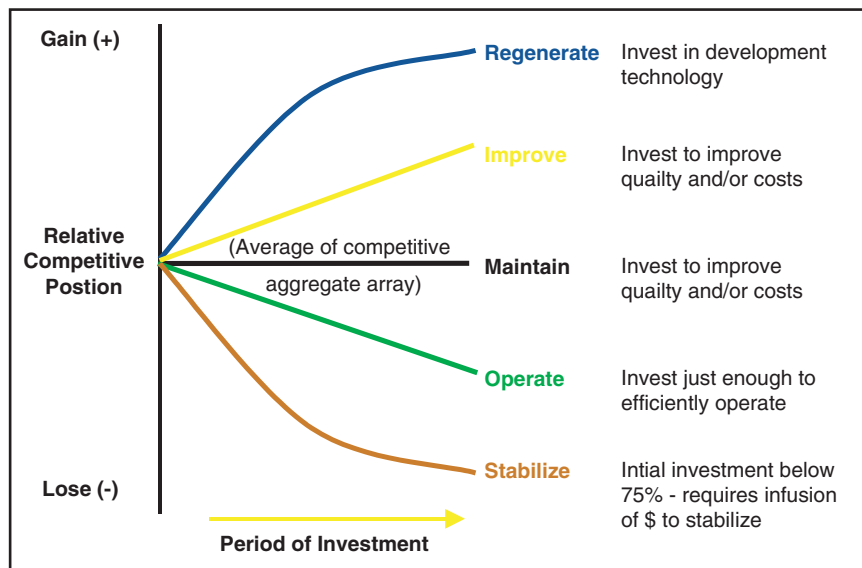 Gain (+)
Regenerate
Invest in development
technology
Improve
Invest to improve
quailty and/or costs
Relative
Competitive
Postion
(Average of competitive
aggregate array)
Maintain
Invest to improve
quailty and/or costs
Operate
Invest just enough to
efficiently operate
Lose (-)
Stabilize
Intial investment below
75% - requires infusion
of $ to stabilize
Period of Investment